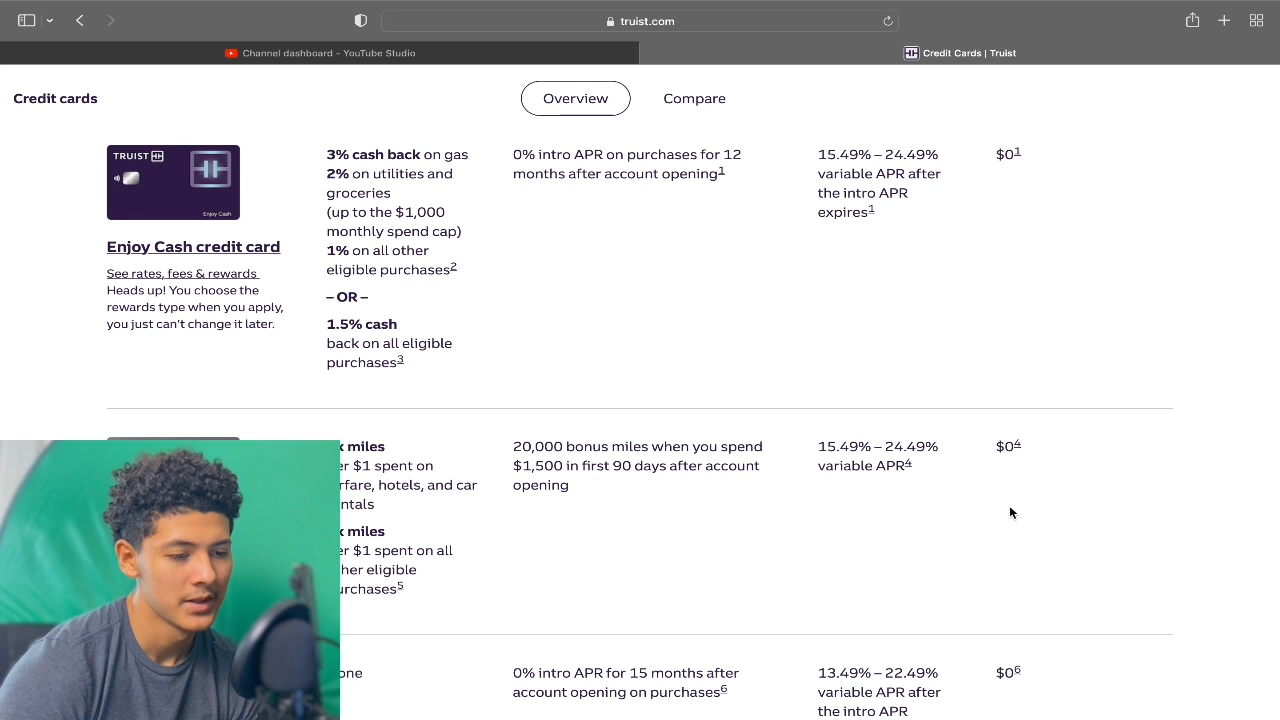 truist.com
Channel dashboard – YouTube Studio
Credit Cards | Truist
Credit cards
Overview
Compare
TRUIST
Enjoy Cash
Enjoy Cash credit card
See rates, fees & rewards
Heads up! You choose the
rewards type when you apply,
you just can't change it later.
3% cash back on gas
2% on utilities and
groceries
(up to the $1,000
monthly spend cap)
1% on all other
eligible purchases2
– OR –
1.5% cash
back on all eligible
purchases3
0% intro APR on purchases for 12
months after account opening1
15.49% – 24.49%
variable APR after
the intro APR
expires1
$01
miles
$1 spent on
hotels, and car
miles
$1 spent on all
eligible
20,000 bonus miles when you spend
$1,500 in first 90 days after account
opening
15.49% – 24.49%
variable APR4
$04
0% intro APR for 15 months after
account opening on purchases6
13.49% – 22.49%
variable APR after
the intro APR
$06